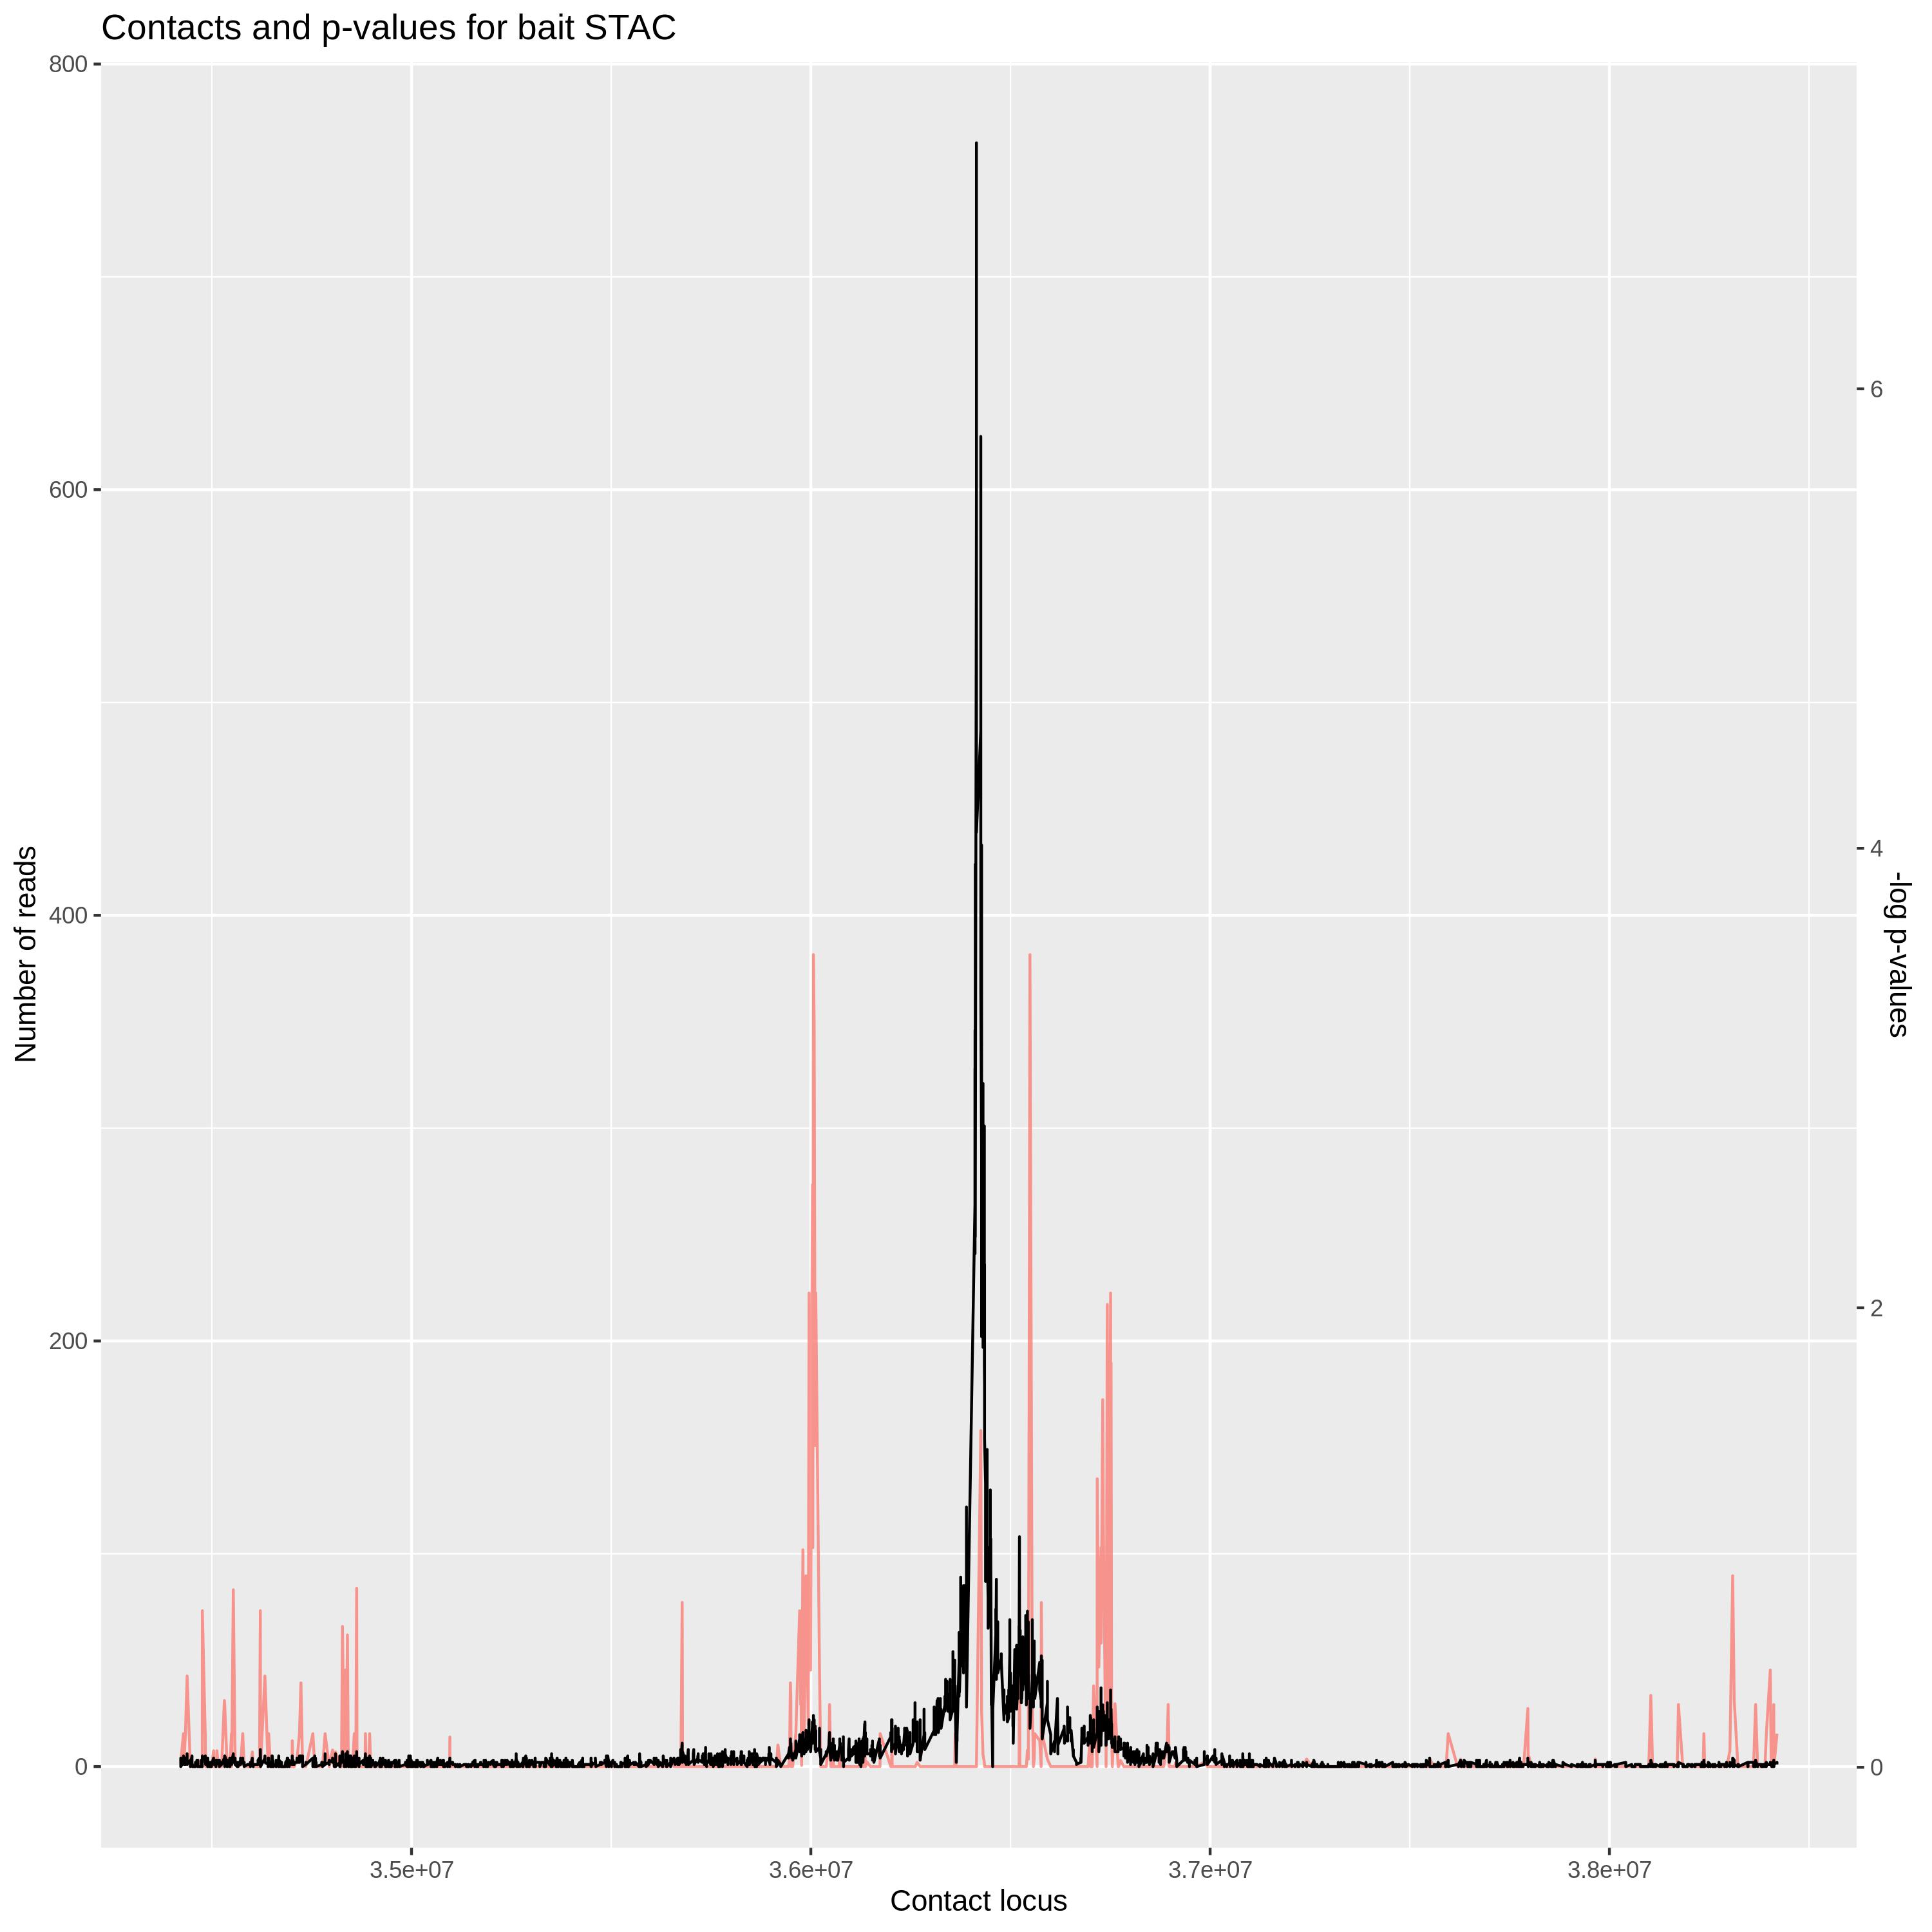 Contacts and p-values for bait STAC
800
600
400
200
0
Number of reads
6
4
2
0
-log p-values
3.5e+07
3.6e+07
3.7e+07
3.8e+07
Contact locus